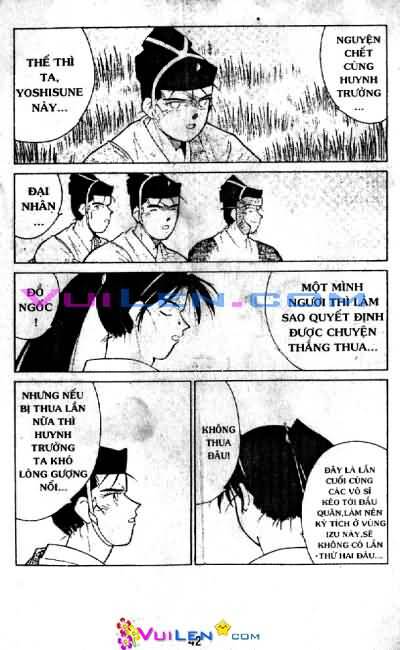 THẾ THÌ
TA,
YOSHISUNE
NÀY...
NGUYỆN
CHẾT
CÙNG
HUYNH
TRƯỞNG
...
ĐẠI
NHÂN...
ĐỒ
NGỐC
!
MỘT MÌNH
NGƯƠI THÌ LÀM
SAO QUYẾT ĐỊNH
ĐƯỢC CHUYỆN
THẮNG THUA...
VUILEN.COM
NHƯNG NẾU
BỊ THUA LẦN
NỮA THÌ
HUYNH
TRƯỞNG
TA KHÓ
LÒNG GƯỢNG
NỔI...
KHÔNG
THUA
ĐÂU!
ĐÂY LÀ LẦN
CUỐI CÙNG
CÁC VÕ SĨ
KÉO TỚI ĐẦU
QUÂN,LÀM NÊN
KỲ TÍCH Ở VÙNG
IZU NÀY,SẼ
KHÔNG CÓ LẦN
THỨ HAI ĐÂU...
VUILEN.COM
42